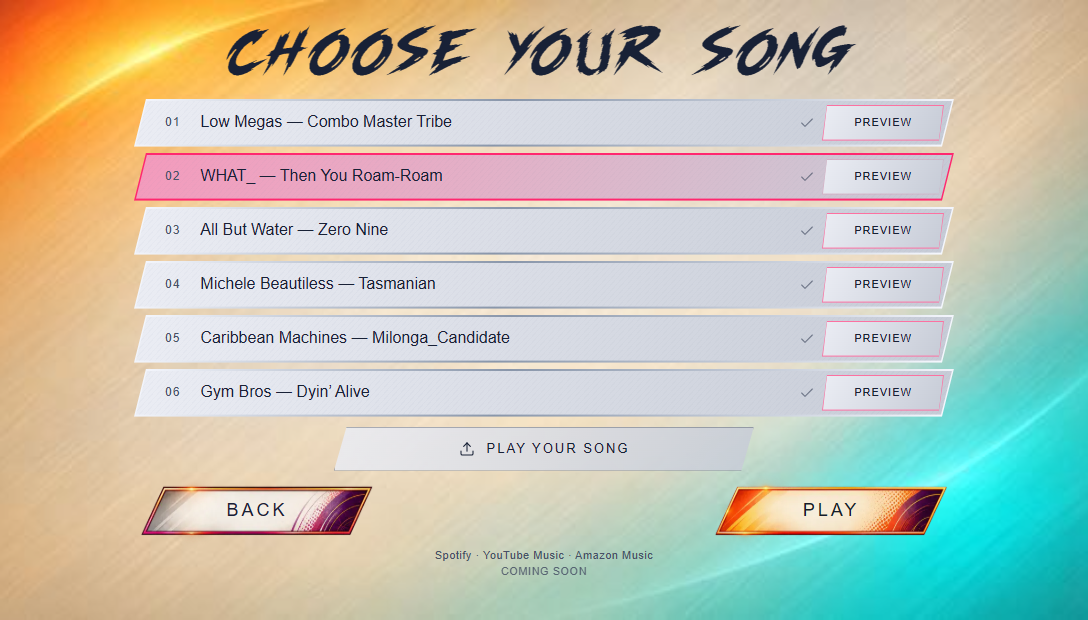 CHOOSE YOUR SONG
01 Low Megas — Combo Master Tribe PREVIEW
02 WHAT_ — Then You Roam-Roam PREVIEW
03 All But Water — Zero Nine PREVIEW
04 Michele Beautiless — Tasmanian PREVIEW
05 Caribbean Machines — Milonga_Candidate PREVIEW
06 Gym Bros — Dyin’ Alive PREVIEW
PLAY YOUR SONG
BACK PLAY
Spotify · YouTube Music · Amazon Music
COMING SOON